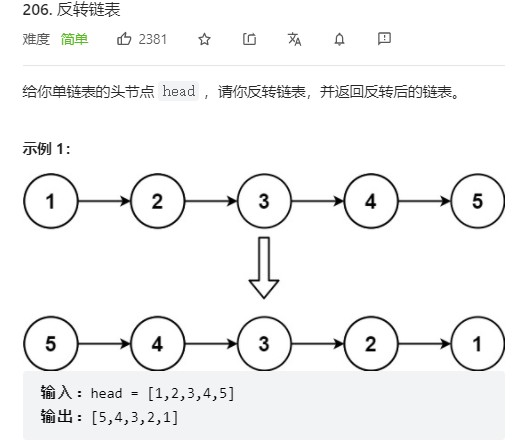 206. 反转链表
难度 简单 2381
给你单链表的头节点 head ，请你反转链表，并返回反转后的链表。
示例 1：
1 2 3 4 5
5 4 3 2 1
输入：head = [1,2,3,4,5]
输出：[5,4,3,2,1]